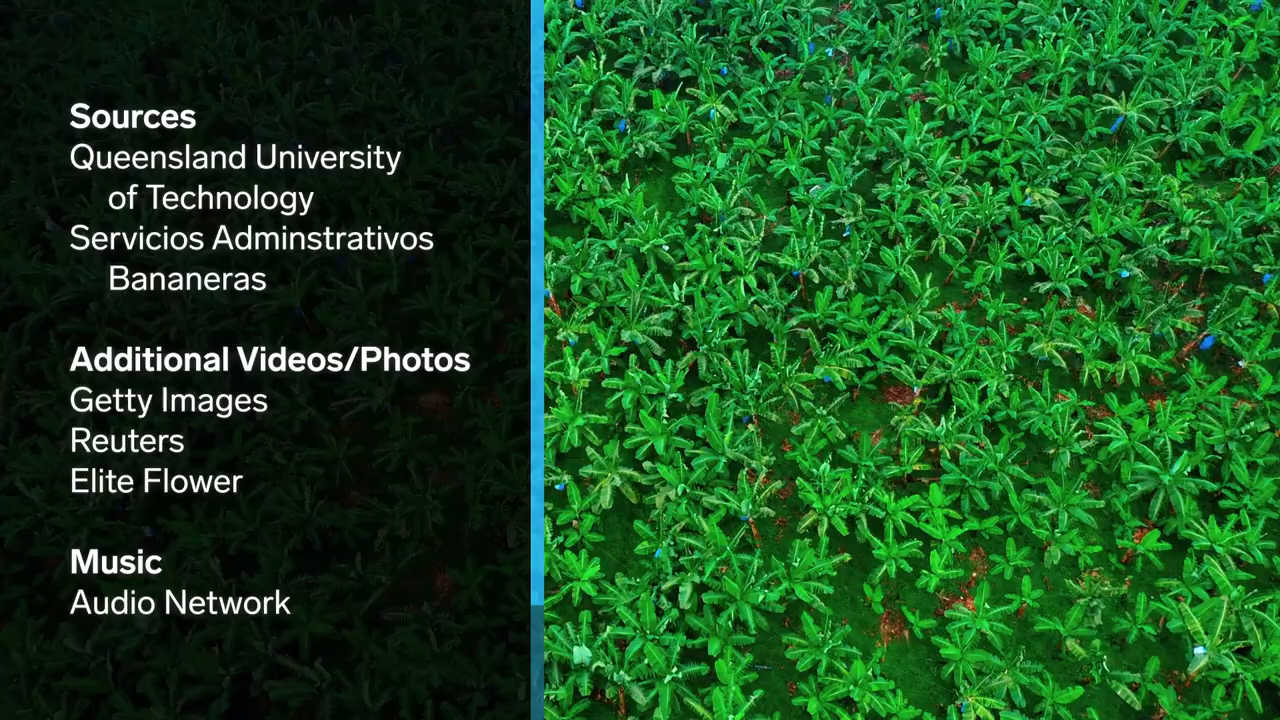 Sources
Queensland University
of Technology
Servicios Adminstrativos
Bananeras
Additional Videos/Photos
Getty Images
Reuters
Elite Flower
Music
Audio Network